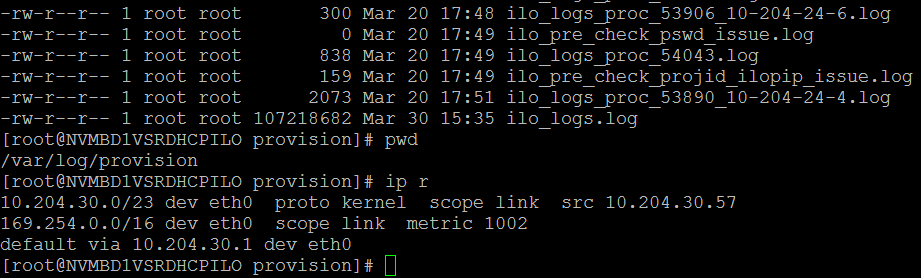 -rw-r--r-- 1 root root       300 Mar 20 17:48 ilo_logs_proc_53906_10-204-24-6.log
-rw-r--r-- 1 root root         0 Mar 20 17:49 ilo_pre_check_pswd_issue.log
-rw-r--r-- 1 root root       838 Mar 20 17:49 ilo_logs_proc_54043.log
-rw-r--r-- 1 root root       159 Mar 20 17:49 ilo_pre_check_projid_ilopip_issue.log
-rw-r--r-- 1 root root      2073 Mar 20 17:51 ilo_logs_proc_53890_10-204-24-4.log
-rw-r--r-- 1 root root 107218682 Mar 30 15:35 ilo_logs.log
[root@NVMBD1VSRDHCPILO provision]# pwd
/var/log/provision
[root@NVMBD1VSRDHCPILO provision]# ip r
10.204.30.0/23 dev eth0  proto kernel  scope link  src 10.204.30.57
169.254.0.0/16 dev eth0  scope link  metric 1002
default via 10.204.30.1 dev eth0
[root@NVMBD1VSRDHCPILO provision]#